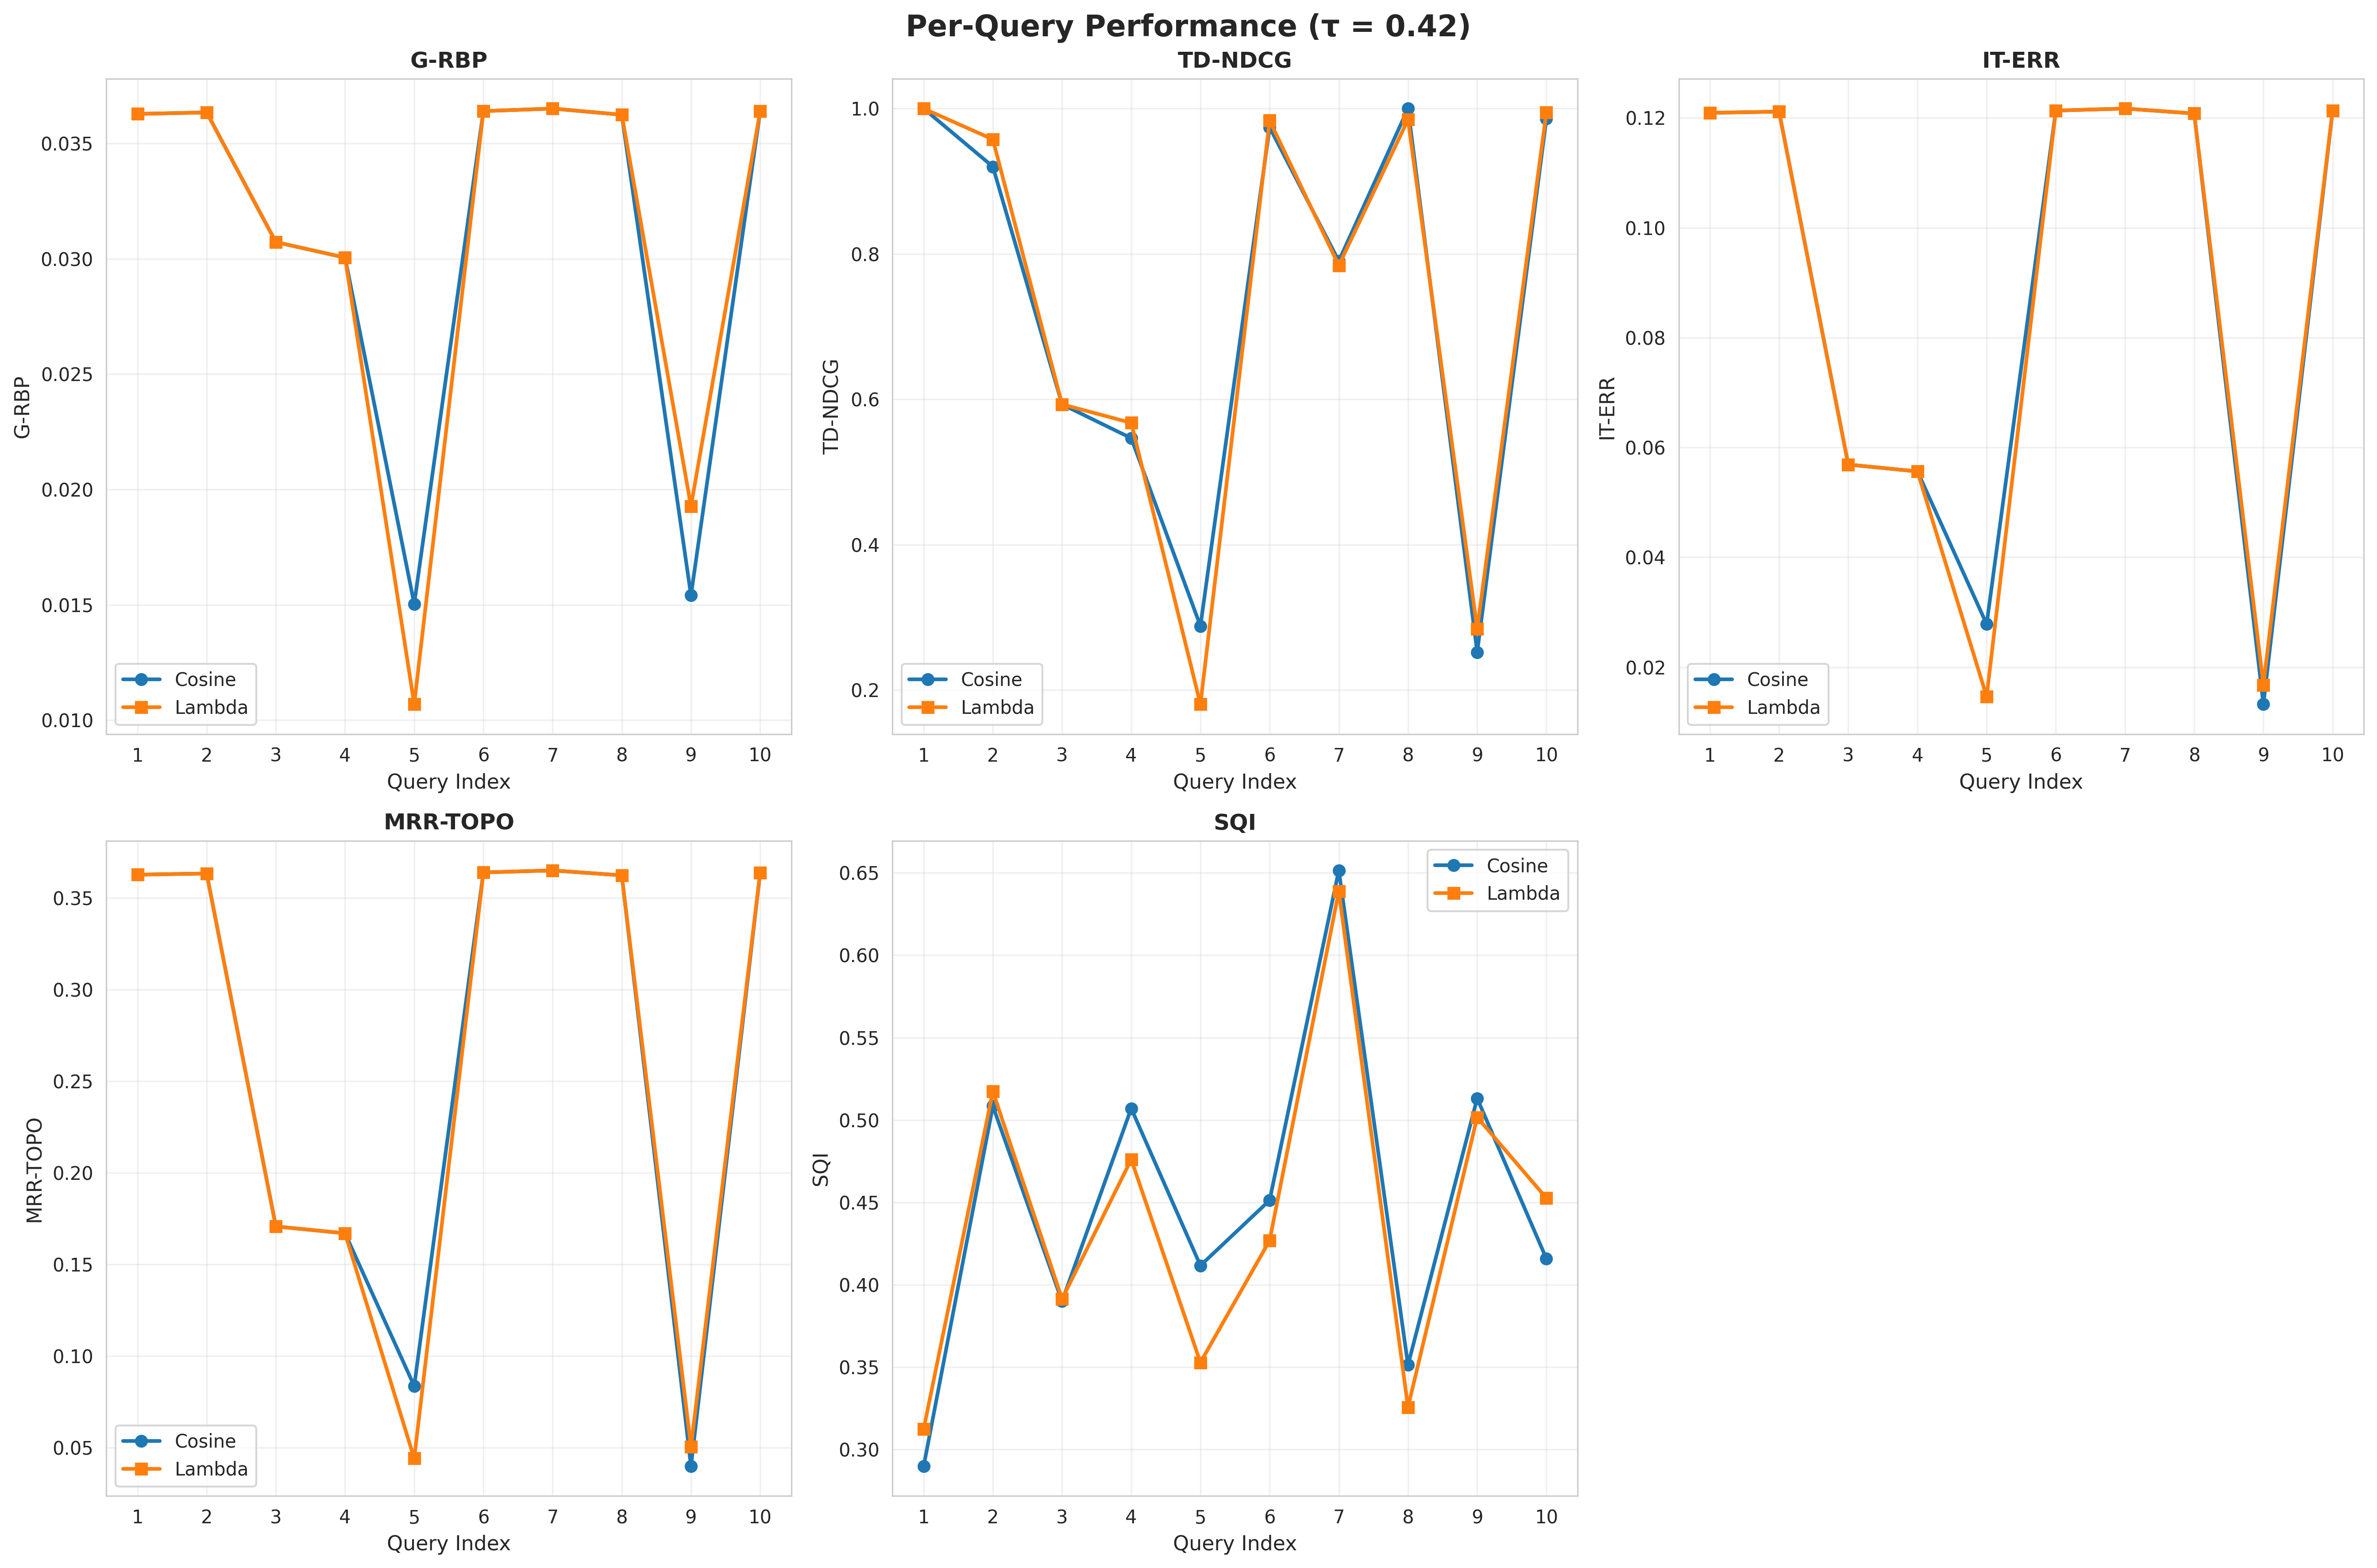 Per-Query Performance (τ = 0.42)
G-RBP
G-RBP
0.035
0.030
0.025
0.020
0.015
0.010
Cosine
Lambda
1 2 3 4 5 6 7 8 9 10
Query Index
TD-NDCG
TD-NDCG
1.0
0.8
0.6
0.4
0.2
Cosine
Lambda
1 2 3 4 5 6 7 8 9 10
Query Index
IT-ERR
IT-ERR
0.12
0.10
0.08
0.06
0.04
0.02
Cosine
Lambda
1 2 3 4 5 6 7 8 9 10
Query Index
MRR-TOPO
MRR-TOPO
0.35
0.30
0.25
0.20
0.15
0.10
0.05
Cosine
Lambda
1 2 3 4 5 6 7 8 9 10
Query Index
SQI
SQI
0.65
0.60
0.55
0.50
0.45
0.40
0.35
0.30
Cosine
Lambda
1 2 3 4 5 6 7 8 9 10
Query Index